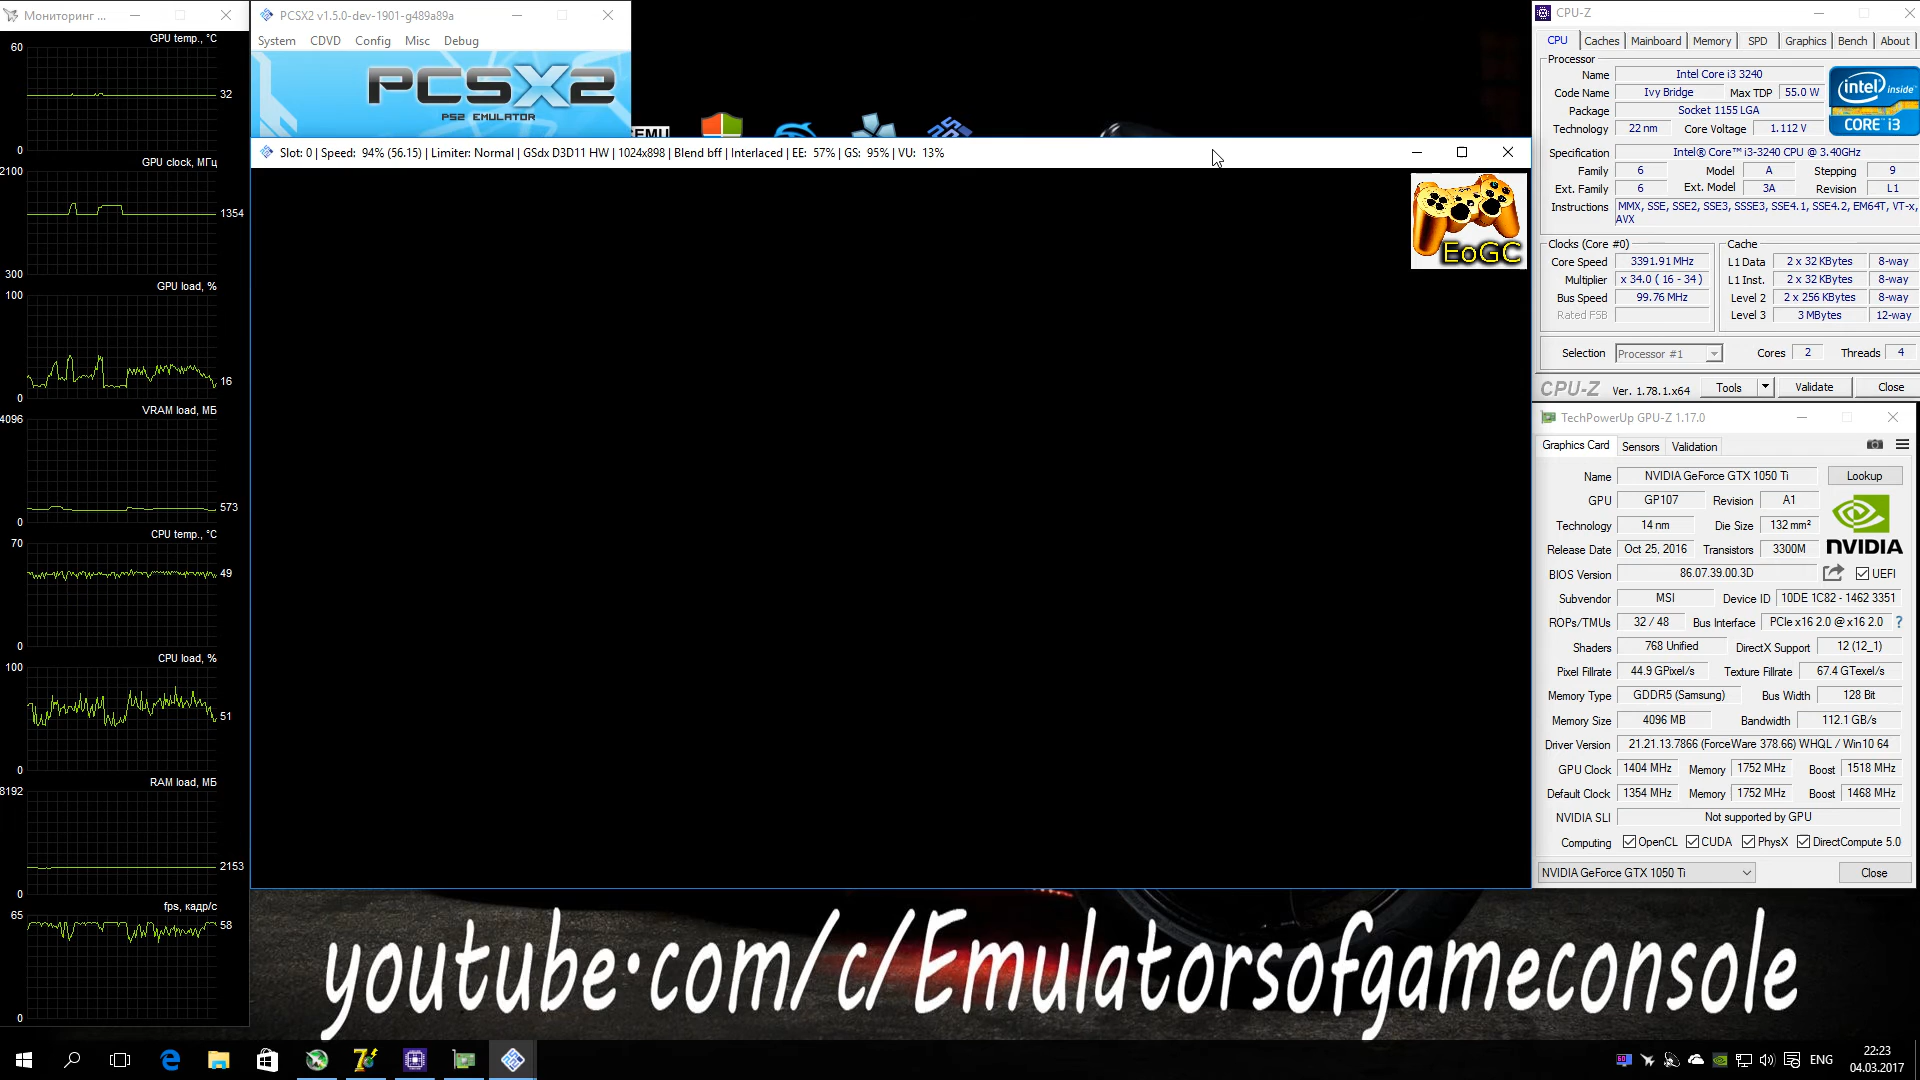 Мониторинг ...
GPU temp., °C
60
32
0
GPU clock, МГц
2100
1354
300
GPU load, %
100
16
0
VRAM load, МБ
4096
573
0
CPU temp., °C
70
49
0
CPU load, %
100
51
0
RAM load, МБ
8192
2153
0
fps, кадр/с
65
58
0
PCSX2 v1.5.0-dev-1901-g489a89a
System CDVD Config Misc Debug
PCSX2
PS2 EMULATOR
CEMU
Slot: 0 | Speed: 94% (56.15) | Limiter: Normal | GSdx D3D11 HW | 1024x898 | Blend bff | Interlaced | EE: 57% | GS: 95% | VU: 13%
EoGC
CPU-Z
CPU Caches Mainboard Memory SPD Graphics Bench About
Processor
Name Intel Core i3 3240
Code Name Ivy Bridge Max TDP 55.0 W
Package Socket 1155 LGA
Technology 22 nm Core Voltage 1.112 V
intel inside™
CORE i3
Specification Intel® Core™ i3-3240 CPU @ 3.40GHz
Family 6 Model A Stepping 9
Ext. Family 6 Ext. Model 3A Revision L1
Instructions MMX, SSE, SSE2, SSE3, SSSE3, SSE4.1, SSE4.2, EM64T, VT-x,
AVX
Clocks (Core #0) Cache
Core Speed 3391.91 MHz L1 Data 2 x 32 KBytes 8-way
Multiplier x 34.0 ( 16 - 34 ) L1 Inst. 2 x 32 KBytes 8-way
Bus Speed 99.76 MHz Level 2 2 x 256 KBytes 8-way
Rated FSB Level 3 3 MBytes 12-way
Selection Processor #1 Cores 2 Threads 4
CPU-Z Ver. 1.78.1.x64 Tools Validate Close
TechPowerUp GPU-Z 1.17.0
Graphics Card Sensors Validation
Name NVIDIA GeForce GTX 1050 Ti Lookup
GPU GP107 Revision A1
Technology 14 nm Die Size 132 mm²
Release Date Oct 25, 2016 Transistors 3300M
NVIDIA
BIOS Version 86.07.39.00.3D UEFI
Subvendor MSI Device ID 10DE 1C82 - 1462 3351
ROPs/TMUs 32 / 48 Bus Interface PCIe x16 2.0 @ x16 2.0 ?
Shaders 768 Unified DirectX Support 12 (12_1)
Pixel Fillrate 44.9 GPixel/s Texture Fillrate 67.4 GTexel/s
Memory Type GDDR5 (Samsung) Bus Width 128 Bit
Memory Size 4096 MB Bandwidth 112.1 GB/s
Driver Version 21.21.13.7866 (ForceWare 378.66) WHQL / Win10 64
GPU Clock 1404 MHz Memory 1752 MHz Boost 1518 MHz
Default Clock 1354 MHz Memory 1752 MHz Boost 1468 MHz
NVIDIA SLI Not supported by GPU
Computing OpenCL CUDA PhysX DirectCompute 5.0
NVIDIA GeForce GTX 1050 Ti Close
youtube.com/c/Emulatorsofgameconsole
60 ENG 22:23
04.03.2017